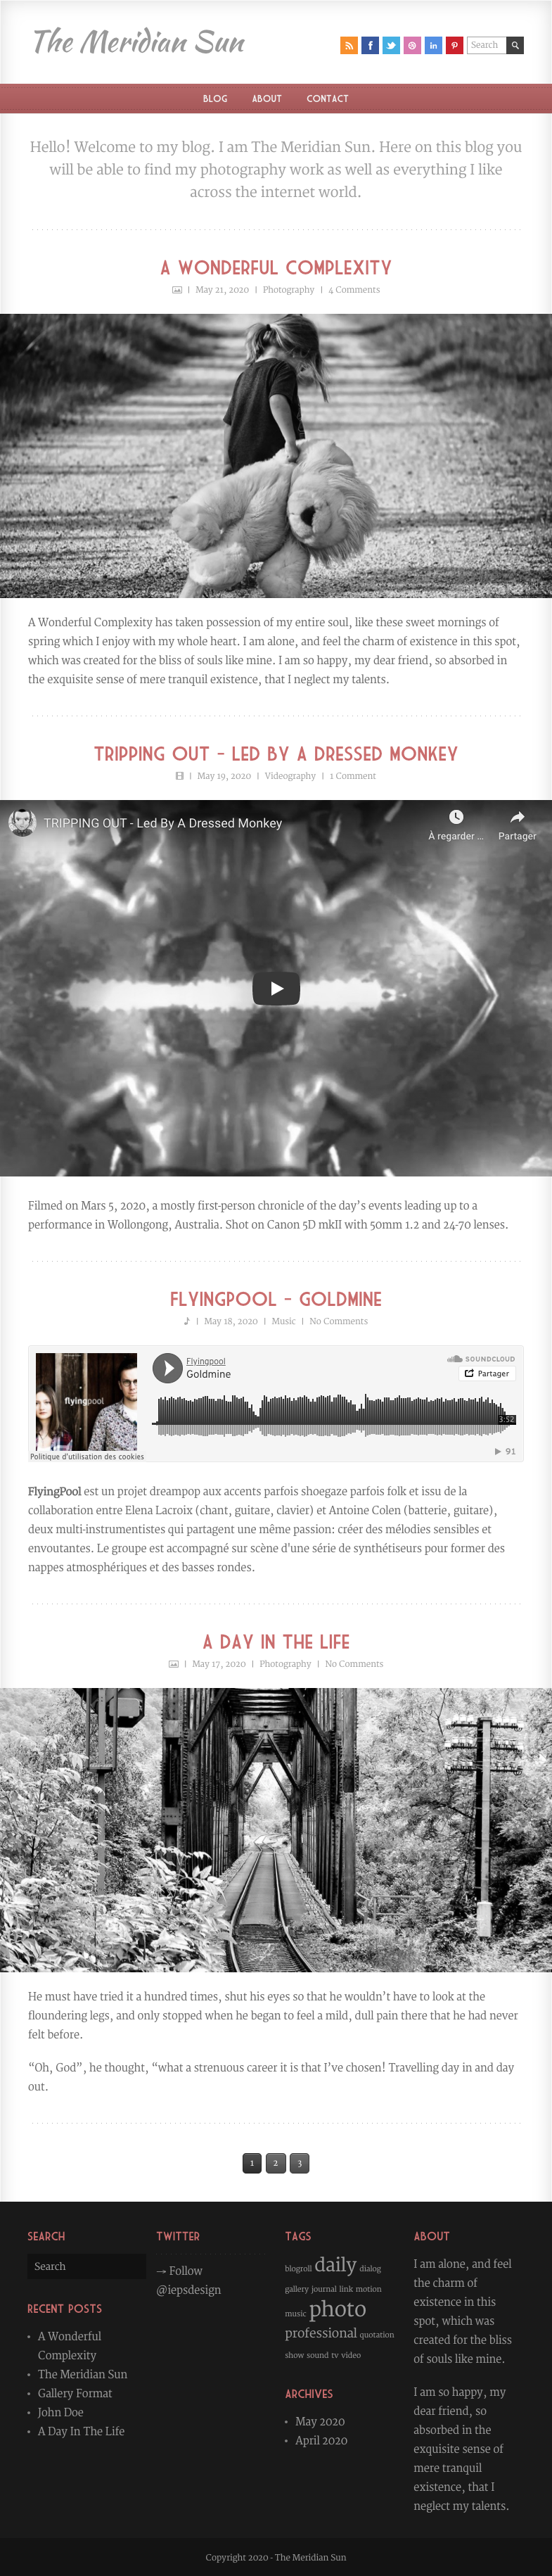 The Meridian Sun
Search
BLOG ABOUT CONTACT
Hello! Welcome to my blog. I am The Meridian Sun. Here on this blog you
will be able to find my photography work as well as everything I like
across the internet world.
A WONDERFUL COMPLEXITY
| May 21, 2020 | Photography | 4 Comments
A Wonderful Complexity has taken possession of my entire soul, like these sweet mornings of
spring which I enjoy with my whole heart. I am alone, and feel the charm of existence in this spot,
which was created for the bliss of souls like mine. I am so happy, my dear friend, so absorbed in
the exquisite sense of mere tranquil existence, that I neglect my talents.
TRIPPING OUT – LED BY A DRESSED MONKEY
| May 19, 2020 | Videography | 1 Comment
TRIPPING OUT - Led By A Dressed Monkey
À regarder ... Partager
Filmed on Mars 5, 2020, a mostly first-person chronicle of the day’s events leading up to a
performance in Wollongong, Australia. Shot on Canon 5D mkII with 50mm 1.2 and 24-70 lenses.
FLYINGPOOL – GOLDMINE
| May 18, 2020 | Music | No Comments
flyingpool
Flyingpool
Goldmine
SOUNDCLOUD
Partager
3:52
91
Politique d'utilisation des cookies
FlyingPool est un projet dreampop aux accents parfois shoegaze parfois folk et issu de la
collaboration entre Elena Lacroix (chant, guitare, clavier) et Antoine Colon (batterie, guitare),
deux multi-instrumentistes qui partagent une même passion: créer des mélodies sensibles et
envoutantes. Le groupe est accompagné sur scène d'une série de synthétiseurs pour former des
nappes atmosphériques et des basses rondes.
A DAY IN THE LIFE
| May 17, 2020 | Photography | No Comments
He must have tried it a hundred times, shut his eyes so that he wouldn’t have to look at the
floundering legs, and only stopped when he began to feel a mild, dull pain there that he had never
felt before.
“Oh, God”, he thought, “what a strenuous career it is that I’ve chosen! Travelling day in and day
out.
1 2 3
SEARCH
Search
RECENT POSTS
A Wonderful
Complexity
The Meridian Sun
Gallery Format
John Doe
A Day In The Life
TWITTER
→ Follow
@iepsdesign
TAGS
blogroll daily dialog
gallery journal link motion
music photo
professional quotation
show sound tv video
ARCHIVES
May 2020
April 2020
ABOUT
I am alone, and feel
the charm of
existence in this
spot, which was
created for the bliss
of souls like mine.
I am so happy, my
dear friend, so
absorbed in the
exquisite sense of
mere tranquil
existence, that I
neglect my talents.
Copyright 2020 - The Meridian Sun